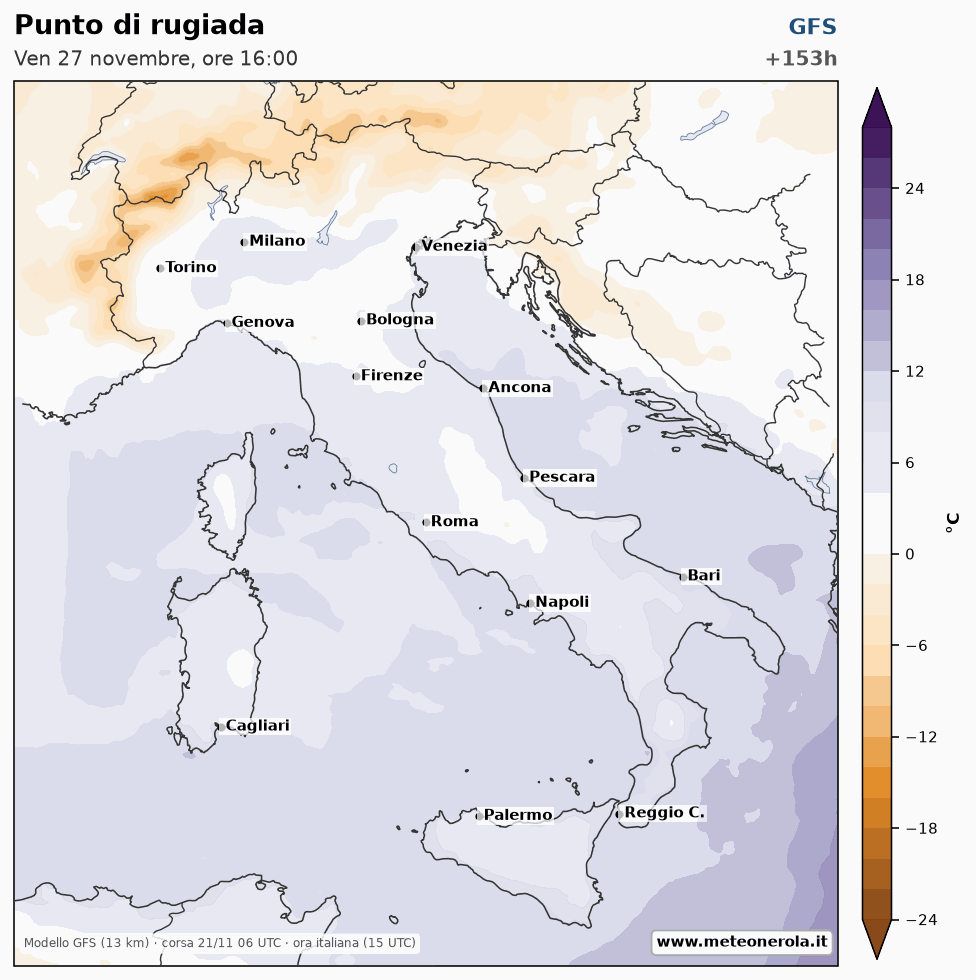 Punto di rugiada
GFS
Ven 27 novembre, ore 16:00
+153h
Milano
Venezia
Torino
Genova
Bologna
Firenze
Ancona
Pescara
Roma
Bari
Napoli
Cagliari
Palermo
Reggio C.
24
18
12
6
0
−6
−12
−18
−24
°C
Modello GFS (13 km) · corsa 21/11 06 UTC · ora italiana (15 UTC)
www.meteonerola.it